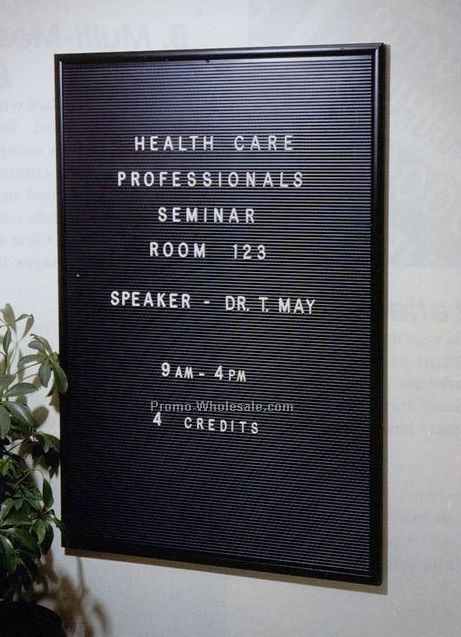 HEALTH CARE
PROFESSIONALS
SEMINAR
ROOM 123
SPEAKER - DR. T. MAY
9 AM - 4 PM
Promo-Wholesale.com
4 CREDITS